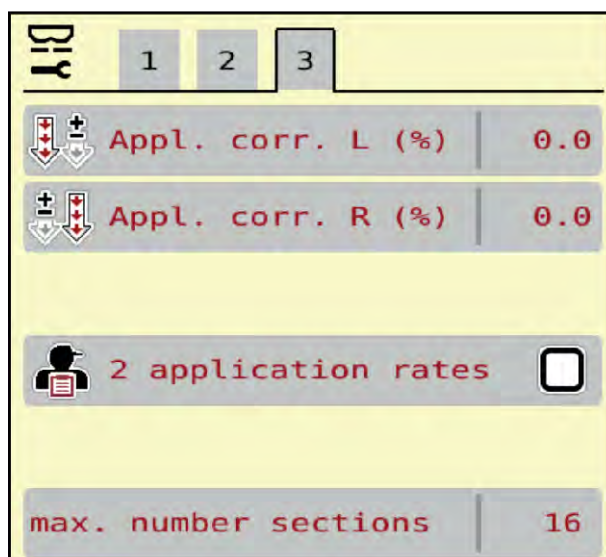 1 2 3
Appl. corr. L (%) 0.0
Appl. corr. R (%) 0.0
2 application rates
max. number sections 16